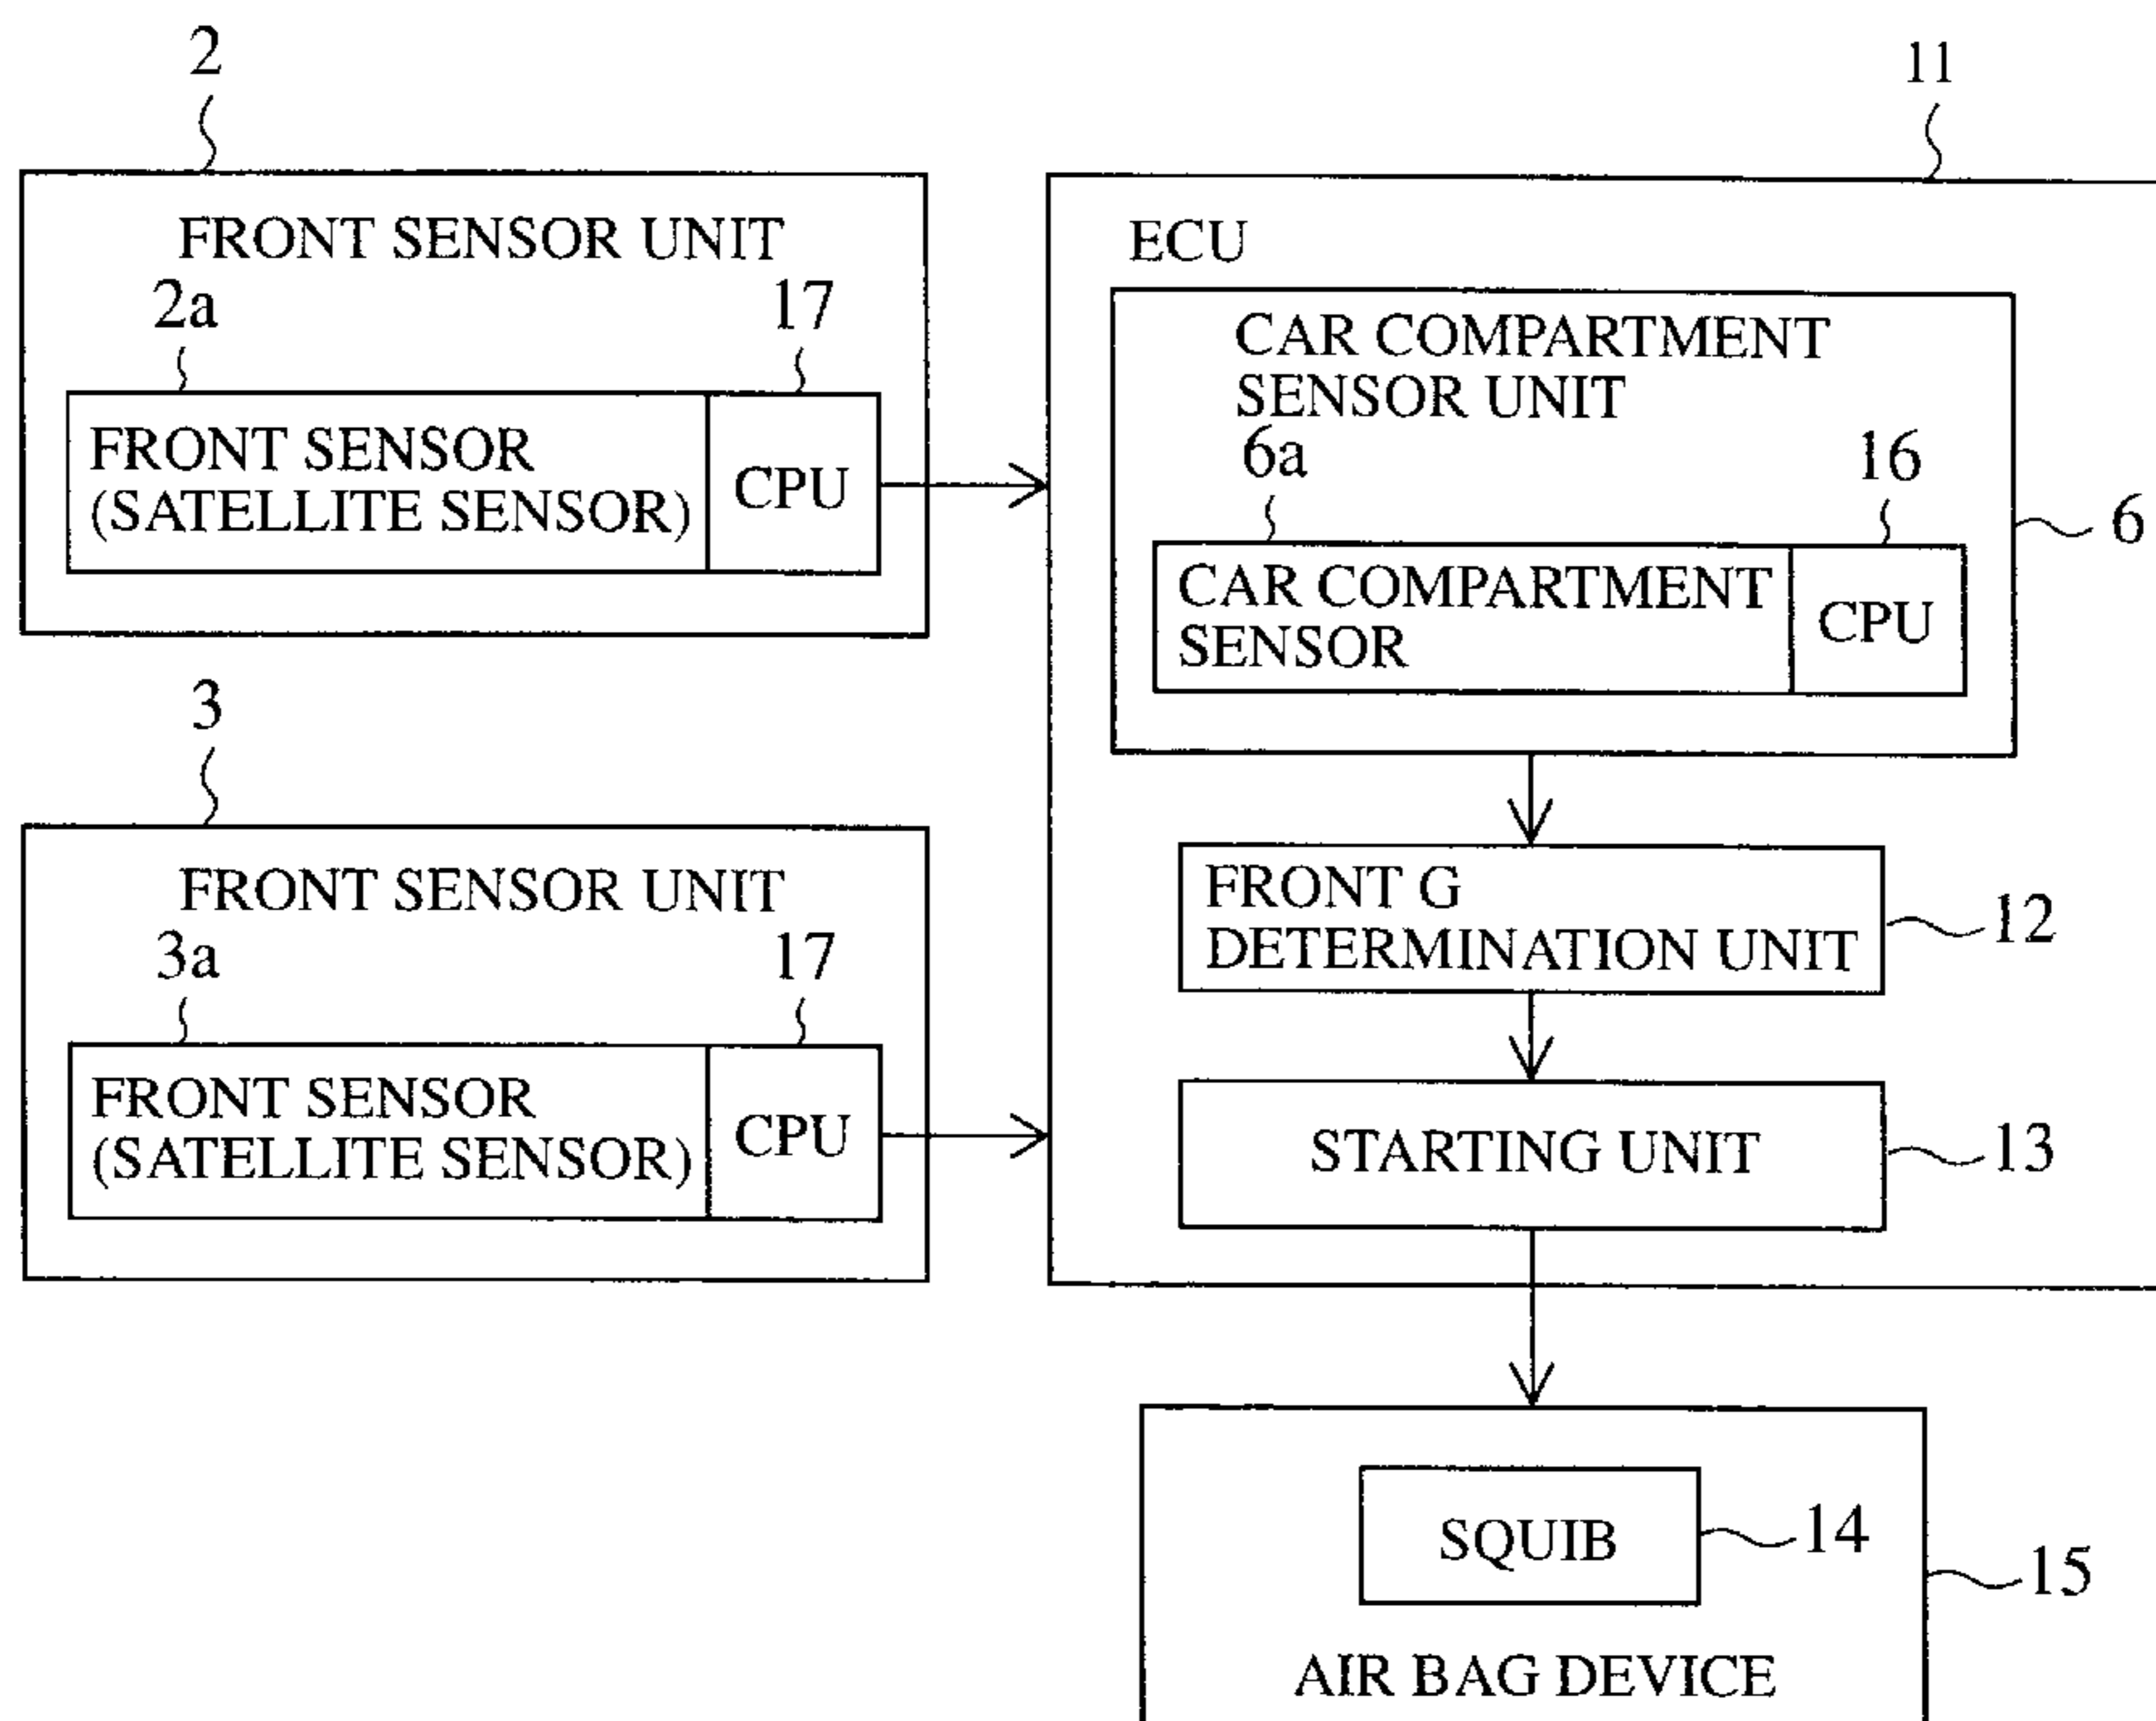 2
FRONT SENSOR UNIT
2a
17
FRONT SENSOR
(SATELLITE SENSOR)
CPU
3
FRONT SENSOR UNIT
3a
17
FRONT SENSOR
(SATELLITE SENSOR)
CPU
11
ECU
CAR COMPARTMENT
SENSOR UNIT
6a
16
6
CAR COMPARTMENT
SENSOR
CPU
FRONT G
DETERMINATION UNIT
12
STARTING UNIT
13
SQUIB
14
15
AIR BAG DEVICE